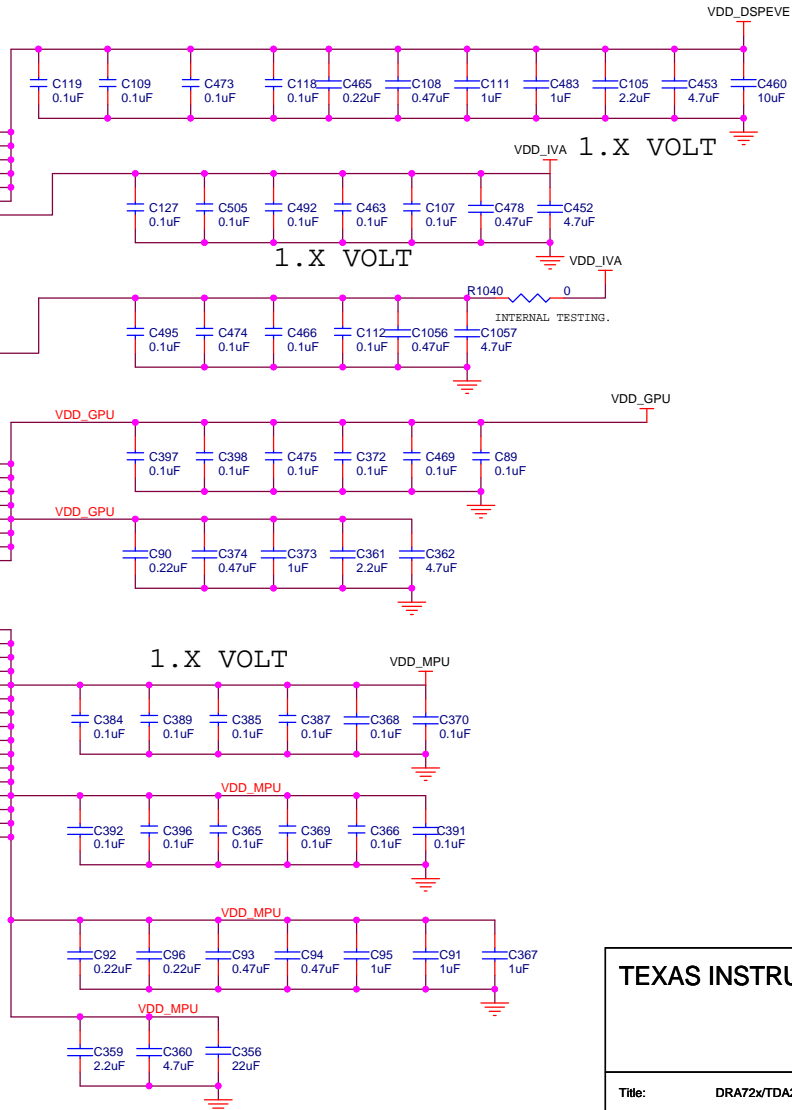 VDD_DSPEVE
C119 C109 C473 C118 C465 C108 C111 C483 C105 C453 C460
0.1uF 0.1uF 0.1uF 0.1uF 0.22uF 0.47uF 1uF 1uF 2.2uF 4.7uF 10uF
VDD_IVA 1.X VOLT
C127 C505 C492 C463 C107 C478 C452
0.1uF 0.1uF 0.1uF 0.1uF 0.1uF 0.47uF 4.7uF
1.X VOLT
VDD_IVA
R1040 0
INTERNAL TESTING.
C495 C474 C466 C112 C1056 C1057
0.1uF 0.1uF 0.1uF 0.1uF 0.47uF 4.7uF
VDD_GPU
VDD_GPU
C397 C398 C475 C372 C469 C89
0.1uF 0.1uF 0.1uF 0.1uF 0.1uF 0.1uF
VDD_GPU
C90 C374 C373 C361 C362
0.22uF 0.47uF 1uF 2.2uF 4.7uF
1.X VOLT
VDD_MPU
C384 C389 C385 C387 C368 C370
0.1uF 0.1uF 0.1uF 0.1uF 0.1uF 0.1uF
VDD_MPU
C392 C396 C365 C369 C366 C391
0.1uF 0.1uF 0.1uF 0.1uF 0.1uF 0.1uF
VDD_MPU
C92 C96 C93 C94 C95 C91 C367
0.22uF 0.22uF 0.47uF 0.47uF 1uF 1uF 1uF
VDD_MPU
C359 C360 C356
2.2uF 4.7uF 22uF
TEXAS INSTRU
Title: DRA72x/TDA2